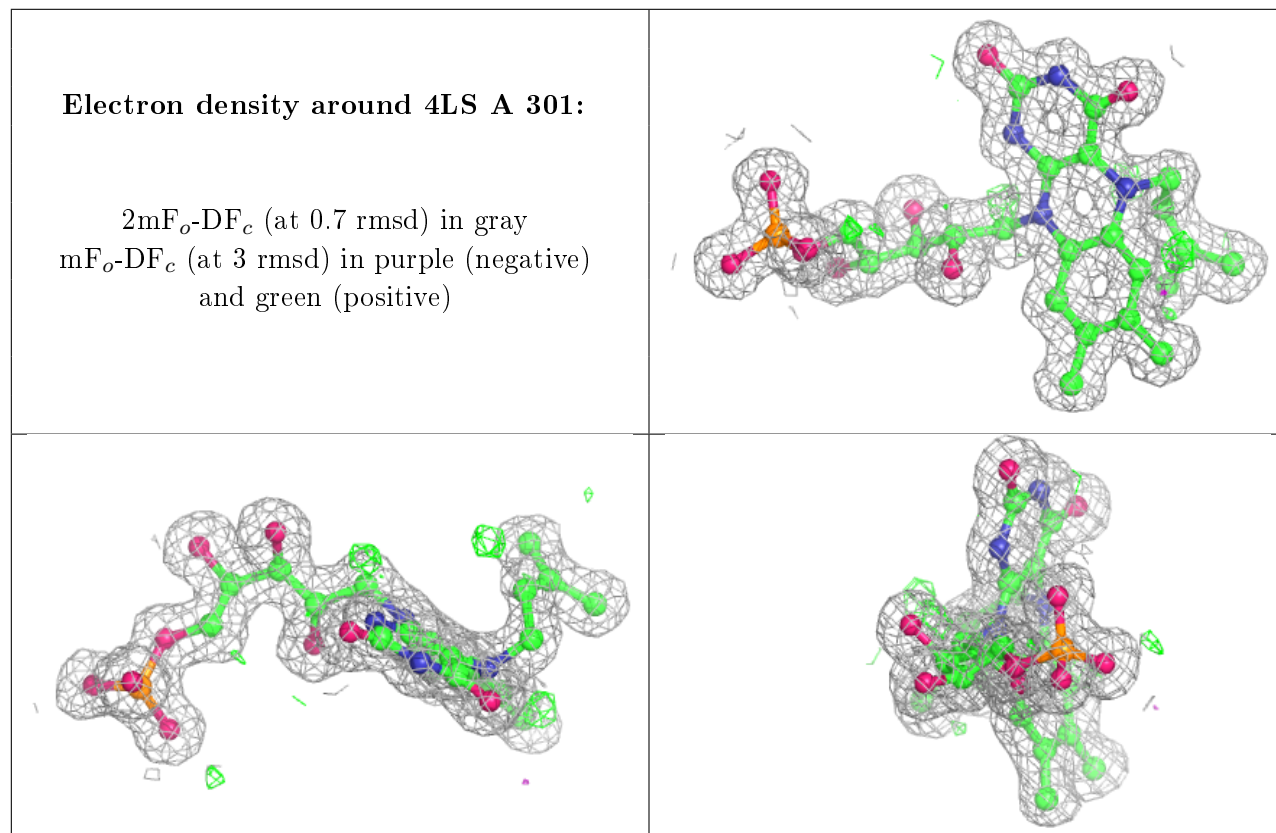 Electron density around 4LS A 301:
2mFo-DFc (at 0.7 rmsd) in gray
mFo-DFc (at 3 rmsd) in purple (negative)
and green (positive)